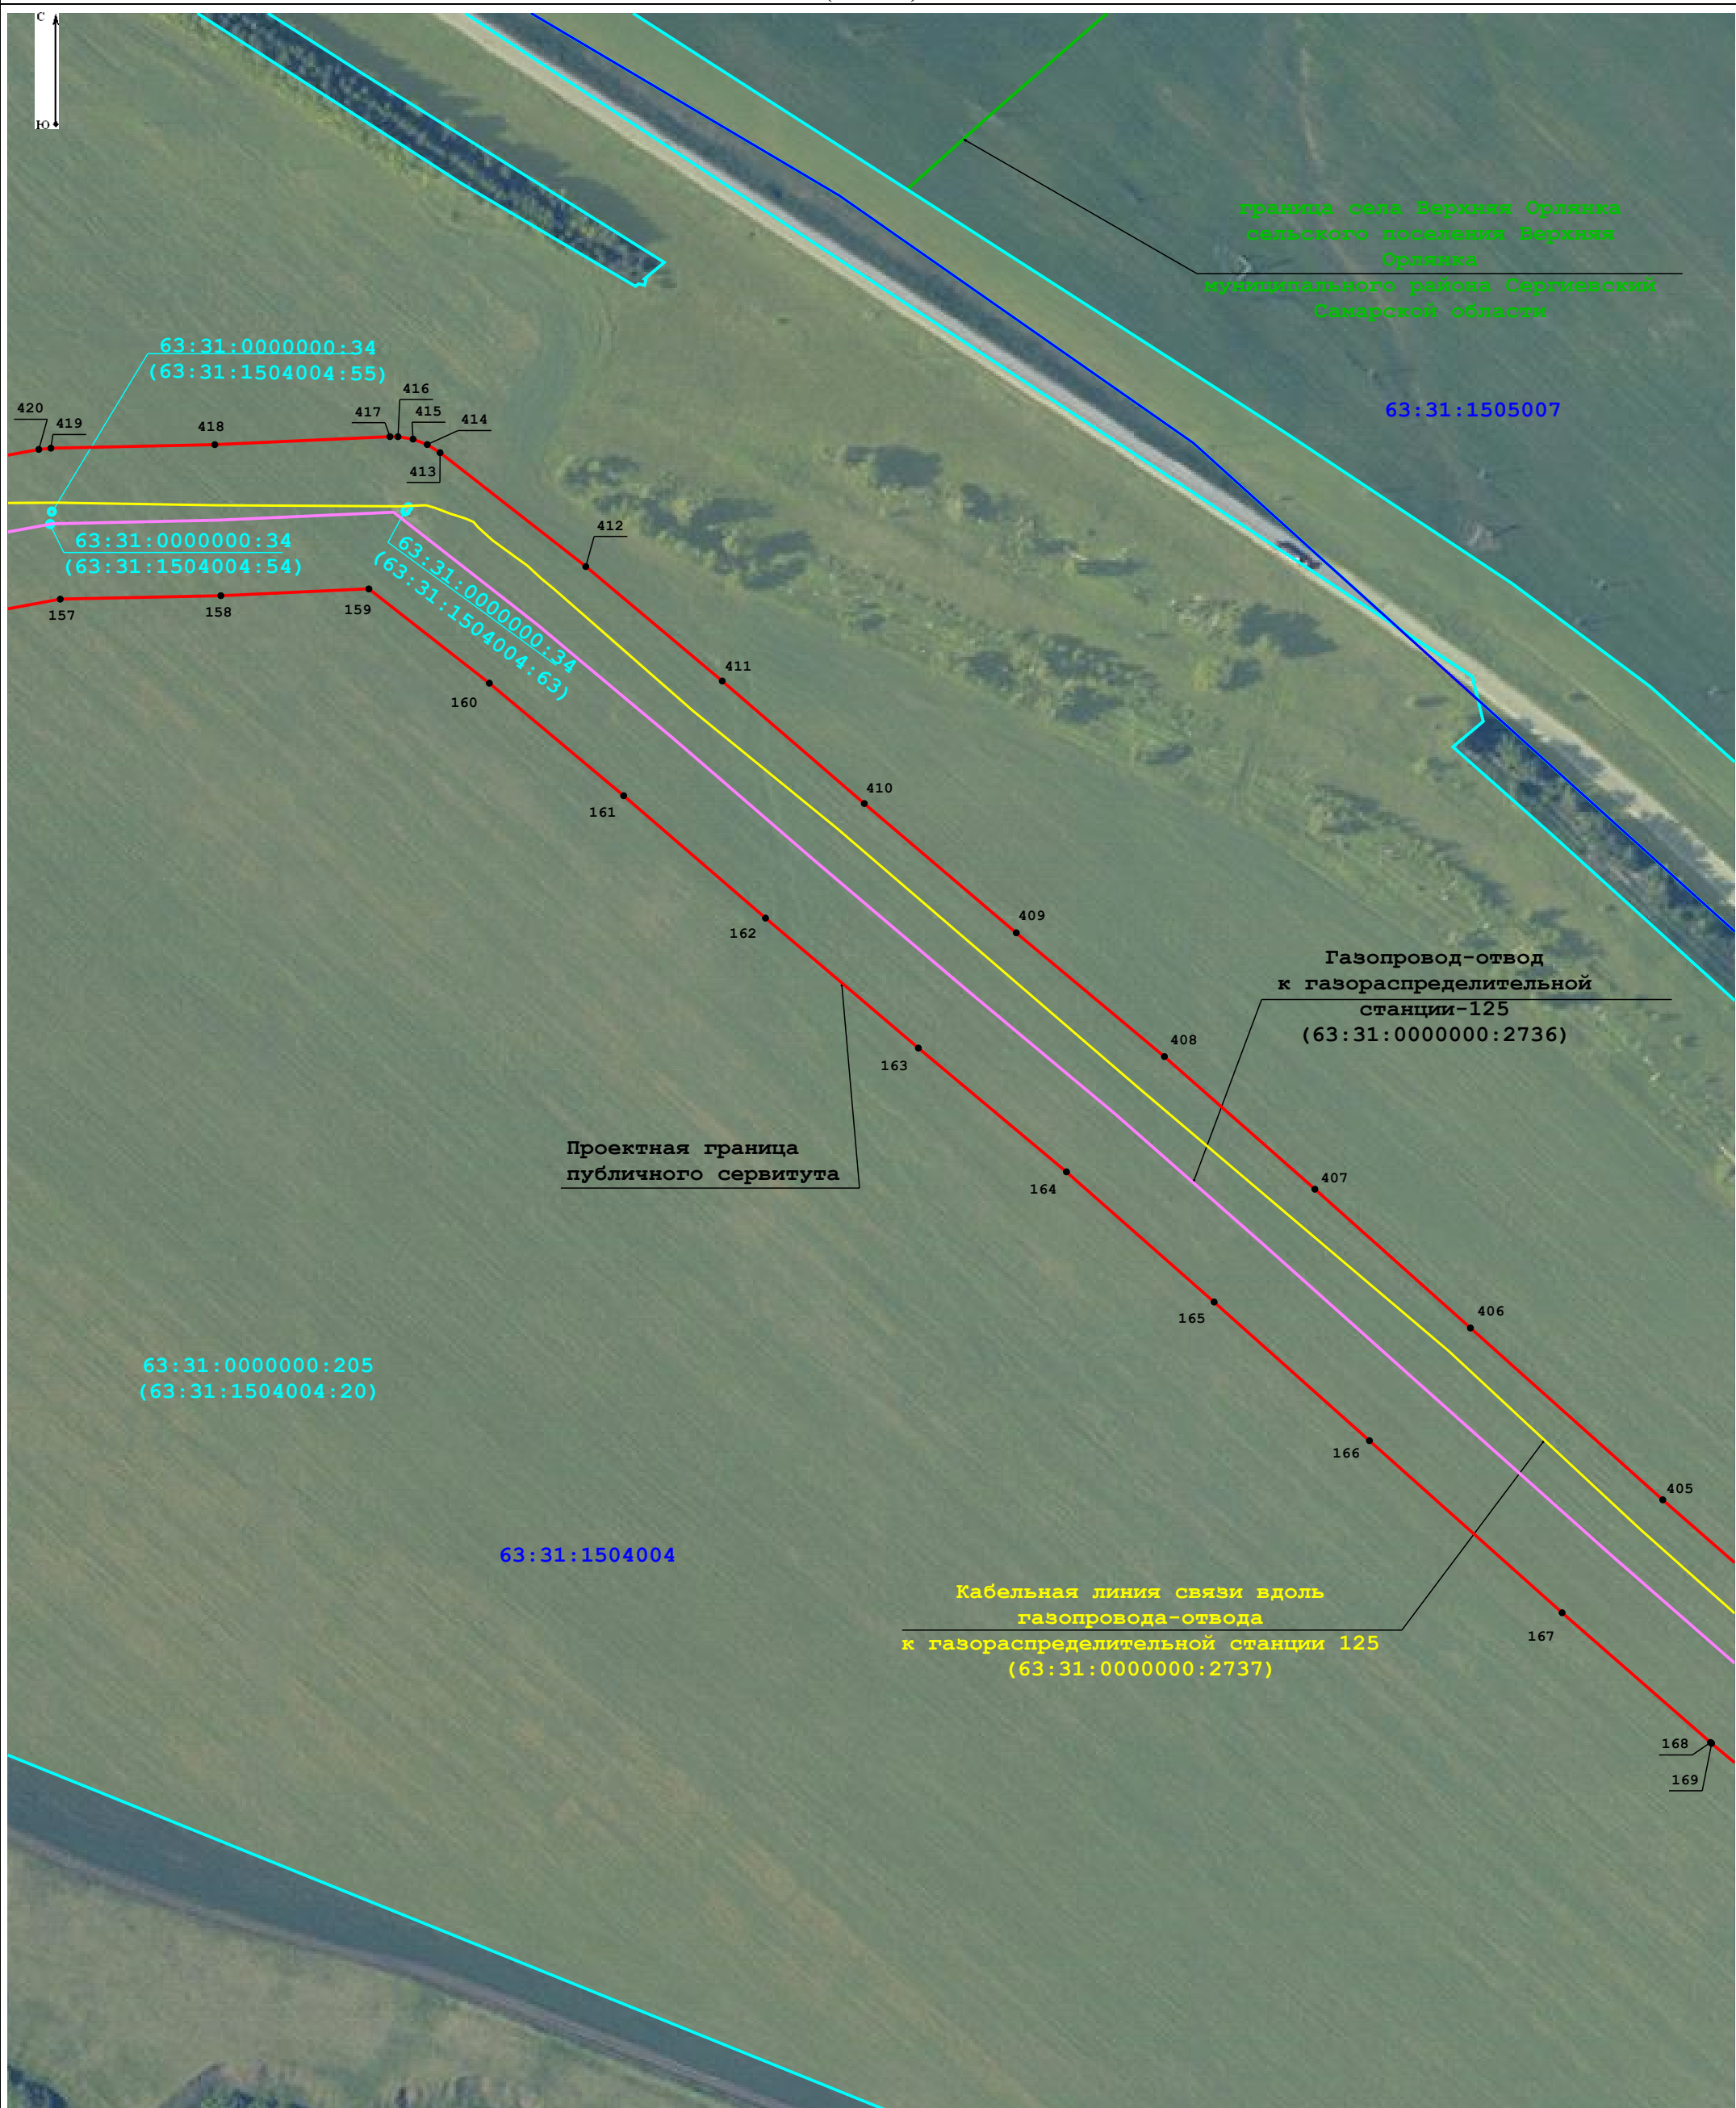 С
Ю
граница села Верхняя Орлянка
сельского поселения Верхняя
Орлянка
муниципального района Сергиевский
Самарской области
63:31:0000000:34
(63:31:1504004:55)
63:31:1505007
420
419
418
417
416
415
414
413
412
63:31:0000000:34
(63:31:1504004:54)
63:31:0000000:34
(63:31:1504004:63)
157
158
159
160
411
161
410
162
409
Газопровод-отвод
к газораспределительной
станции-125
(63:31:0000000:2736)
163
408
Проектная граница
публичного сервитута
164
407
165
406
63:31:0000000:205
(63:31:1504004:20)
166
405
63:31:1504004
Кабельная линия связи вдоль
газопровода-отвода
к газораспределительной станции 125
(63:31:0000000:2737)
167
168
169